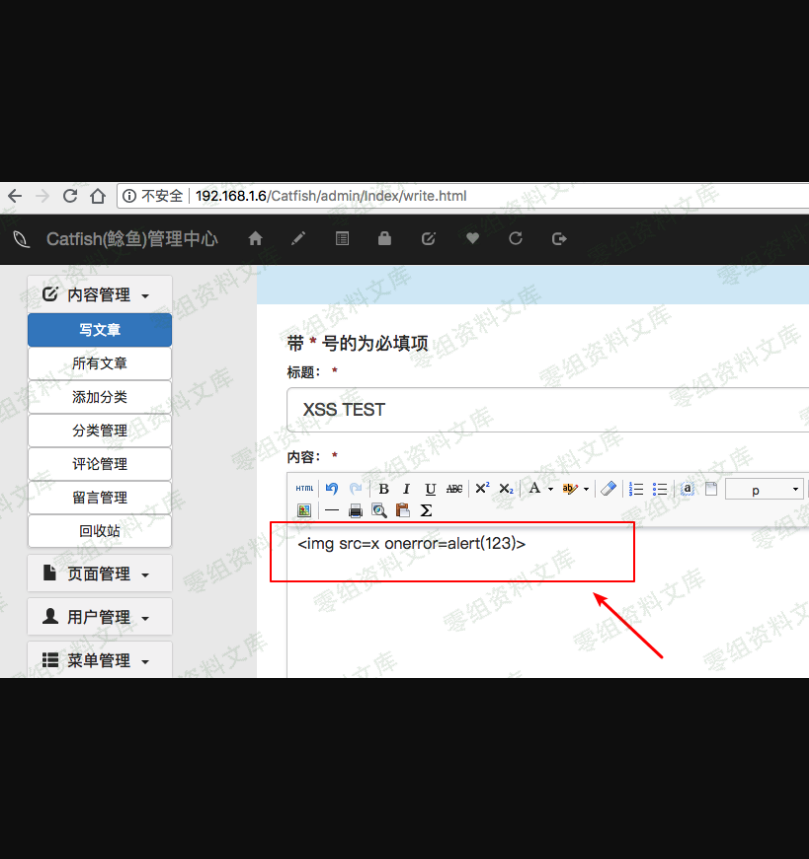 不安全 | 192.168.1.6/Catfish/admin/Index/write.html
Catfish(鲶鱼)管理中心
内容管理
写文章
所有文章
添加分类
分类管理
评论管理
留言管理
回收站
页面管理
用户管理
菜单管理
带 * 号的为必填项
标题： *
XSS TEST
内容： *
HTML B I U ABC X² X₂ A ab a p
Σ
<img src=x onerror=alert(123)>
零组资料文库